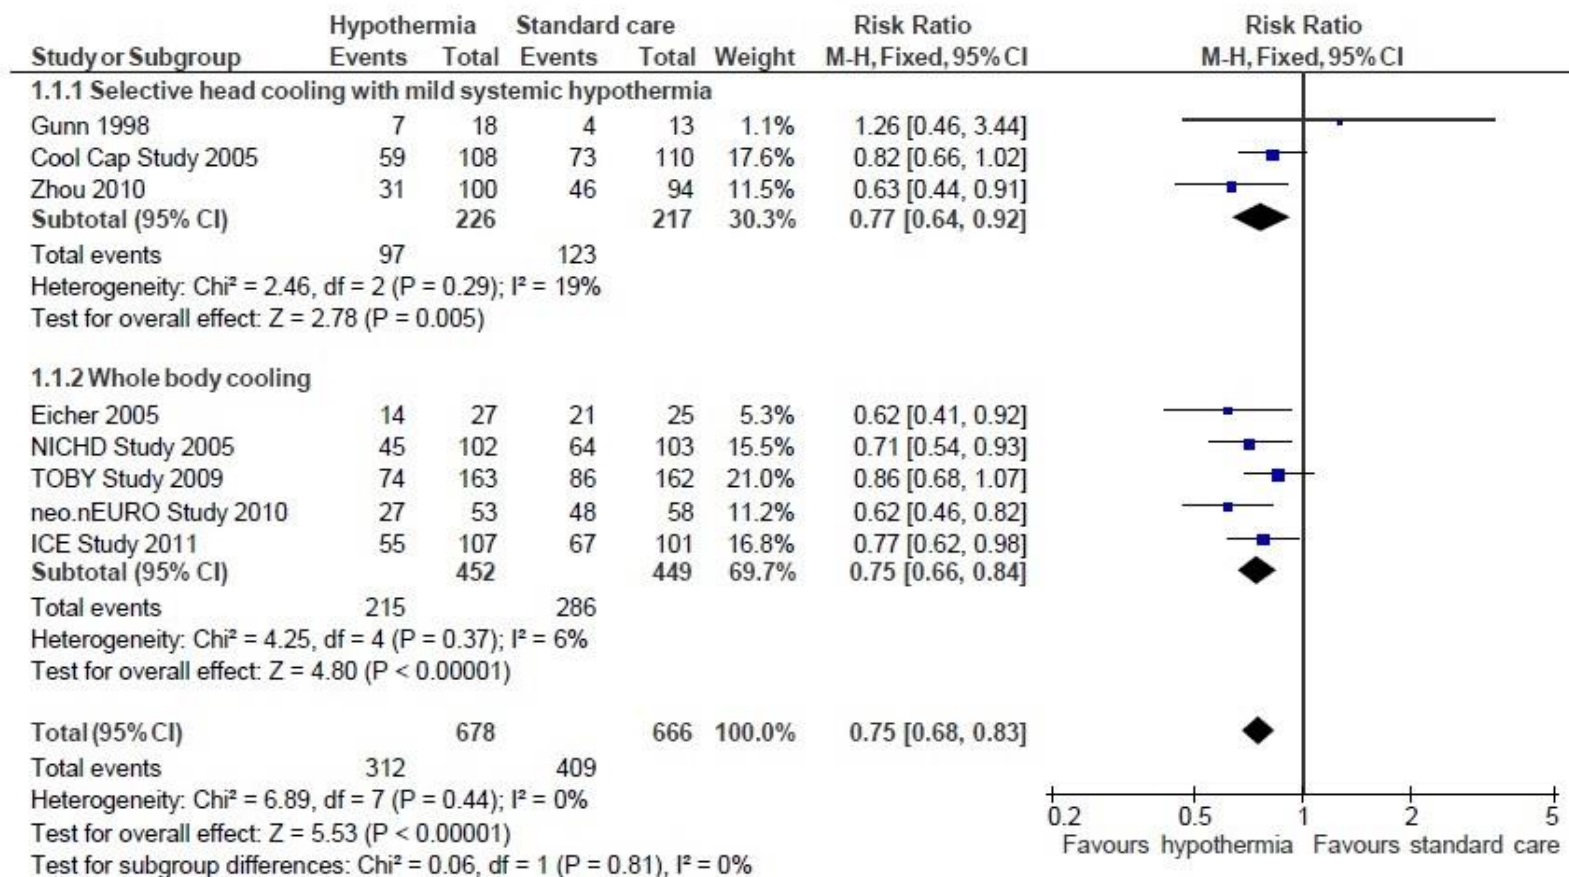 Hypothermia Standard care Risk Ratio Risk Ratio
Study or Subgroup Events Total Events Total Weight M-H, Fixed, 95% CI M-H, Fixed, 95% CI
1.1.1 Selective head cooling with mild systemic hypothermia
Gunn 1998 7 18 4 13 1.1% 1.26 [0.46, 3.44]
Cool Cap Study 2005 59 108 73 110 17.6% 0.82 [0.66, 1.02]
Zhou 2010 31 100 46 94 11.5% 0.63 [0.44, 0.91]
Subtotal (95% CI) 226 217 30.3% 0.77 [0.64, 0.92]
Total events 97 123
Heterogeneity: Chi² = 2.46, df = 2 (P = 0.29); I² = 19%
Test for overall effect: Z = 2.78 (P = 0.005)
1.1.2 Whole body cooling
Eicher 2005 14 27 21 25 5.3% 0.62 [0.41, 0.92]
NICHD Study 2005 45 102 64 103 15.5% 0.71 [0.54, 0.93]
TOBY Study 2009 74 163 86 162 21.0% 0.86 [0.68, 1.07]
neo.nEURO Study 2010 27 53 48 58 11.2% 0.62 [0.46, 0.82]
ICE Study 2011 55 107 67 101 16.8% 0.77 [0.62, 0.98]
Subtotal (95% CI) 452 449 69.7% 0.75 [0.66, 0.84]
Total events 215 286
Heterogeneity: Chi² = 4.25, df = 4 (P = 0.37); I² = 6%
Test for overall effect: Z = 4.80 (P < 0.00001)
Total (95% CI) 678 666 100.0% 0.75 [0.68, 0.83]
Total events 312 409
Heterogeneity: Chi² = 6.89, df = 7 (P = 0.44); I² = 0%
Test for overall effect: Z = 5.53 (P < 0.00001)
Test for subgroup differences: Chi² = 0.06, df = 1 (P = 0.81), I² = 0%
0.2 0.5 1 2 5
Favours hypothermia Favours standard care